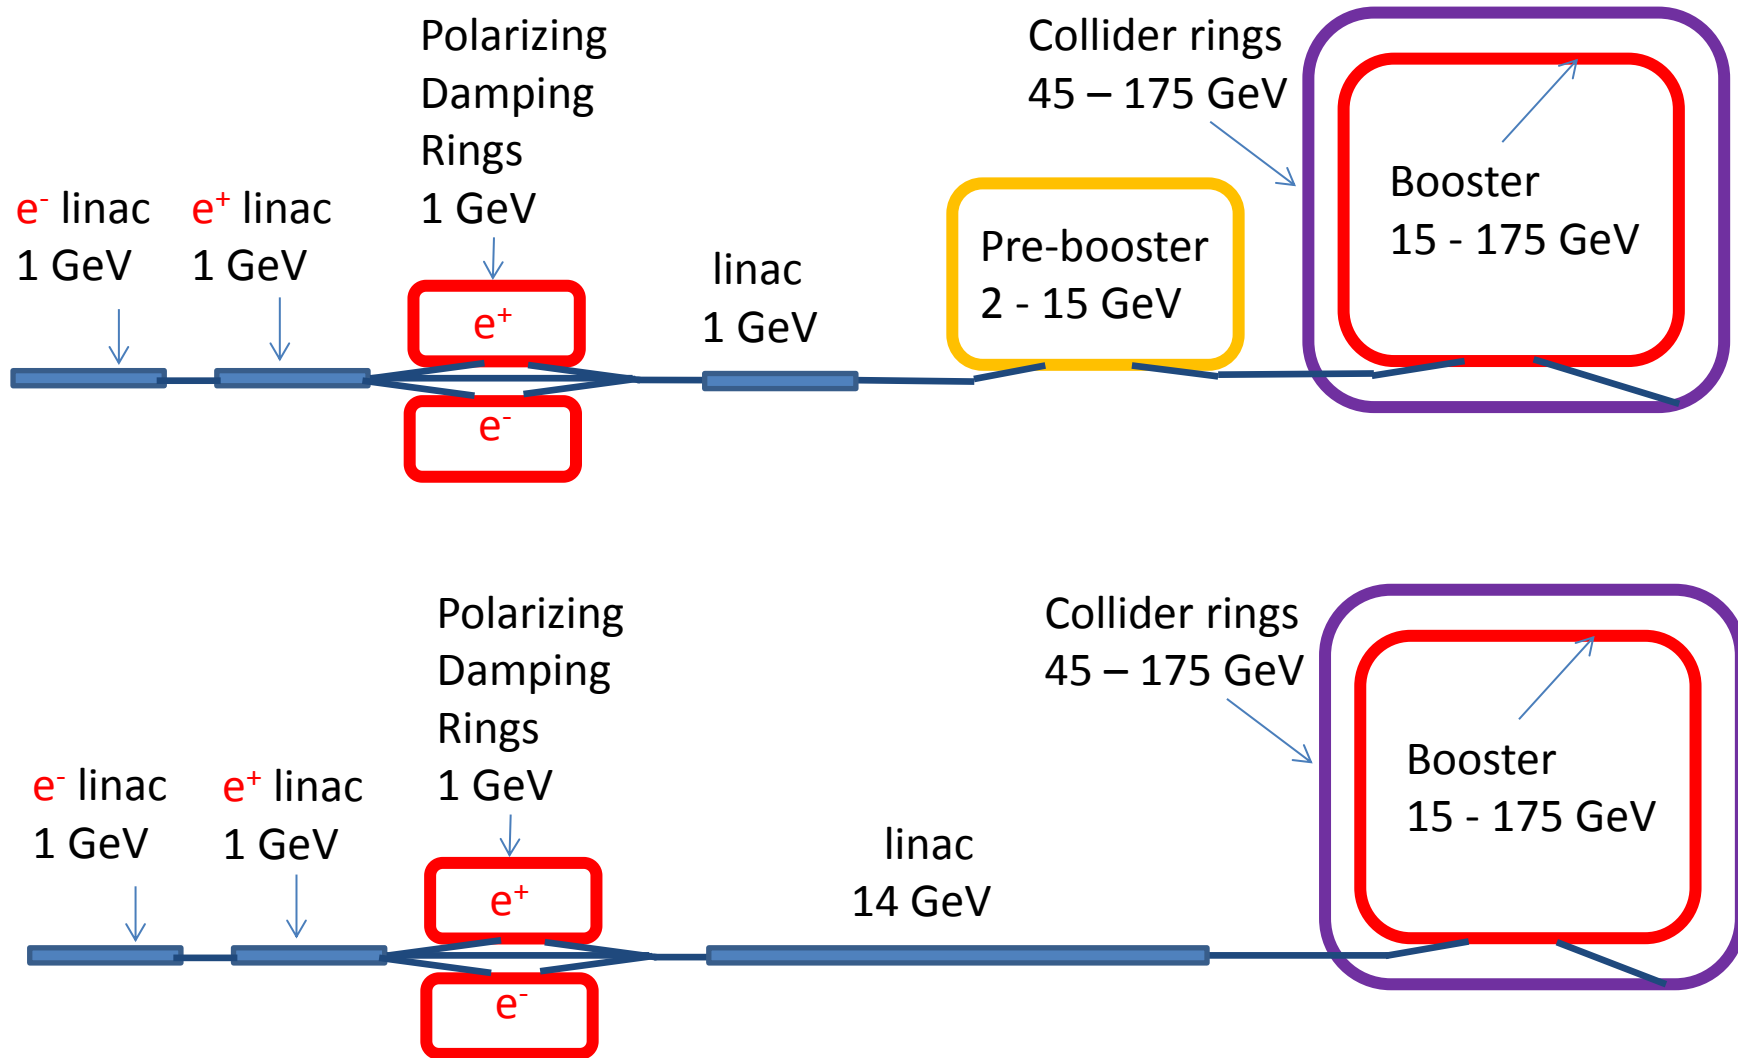 Polarizing
Damping
Rings
1 GeV
Collider rings
45 – 175 GeV
e- linac
1 GeV
e+ linac
1 GeV
e+
e-
linac
1 GeV
Pre-booster
2 - 15 GeV
Booster
15 - 175 GeV
Polarizing
Damping
Rings
1 GeV
Collider rings
45 – 175 GeV
e- linac
1 GeV
e+ linac
1 GeV
e+
e-
linac
14 GeV
Booster
15 - 175 GeV